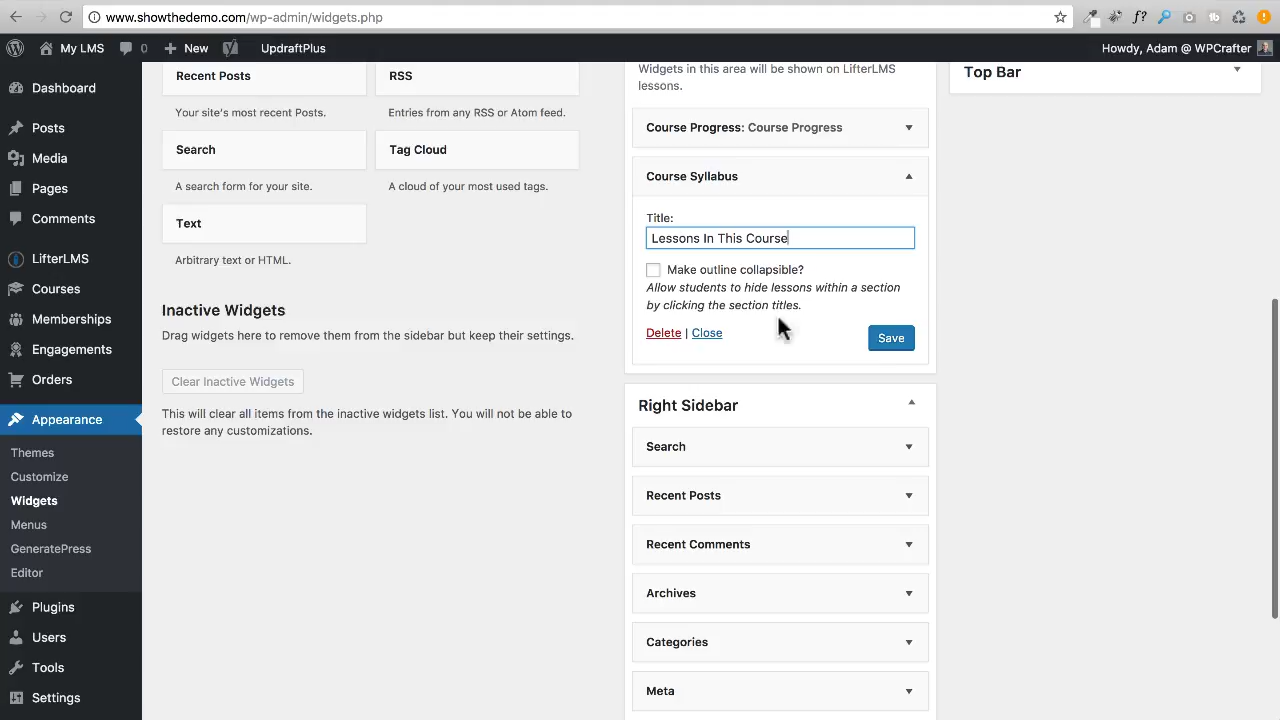 www.showthedemo.com/wp-admin/widgets.php
My LMS 0 New UpdraftPlus Howdy, Adam @ WPCrafter
Dashboard
Posts
Media
Pages
Comments
LifterLMS
Courses
Memberships
Engagements
Orders
Appearance
Themes
Customize
Widgets
Menus
GeneratePress
Editor
Plugins
Users
Tools
Settings
Recent Posts
Your site's most recent Posts.
RSS
Entries from any RSS or Atom feed.
Search
A search form for your site.
Tag Cloud
A cloud of your most used tags.
Text
Arbitrary text or HTML.
Inactive Widgets
Drag widgets here to remove them from the sidebar but keep their settings.
Clear Inactive Widgets
This will clear all items from the inactive widgets list. You will not be able to
restore any customizations.
Widgets in this area will be shown on LifterLMS
lessons.
Course Progress: Course Progress
Course Syllabus
Title:
Lessons In This Course
Make outline collapsible?
Allow students to hide lessons within a section
by clicking the section titles.
Delete | Close
Save
Right Sidebar
Search
Recent Posts
Recent Comments
Archives
Categories
Meta
Top Bar